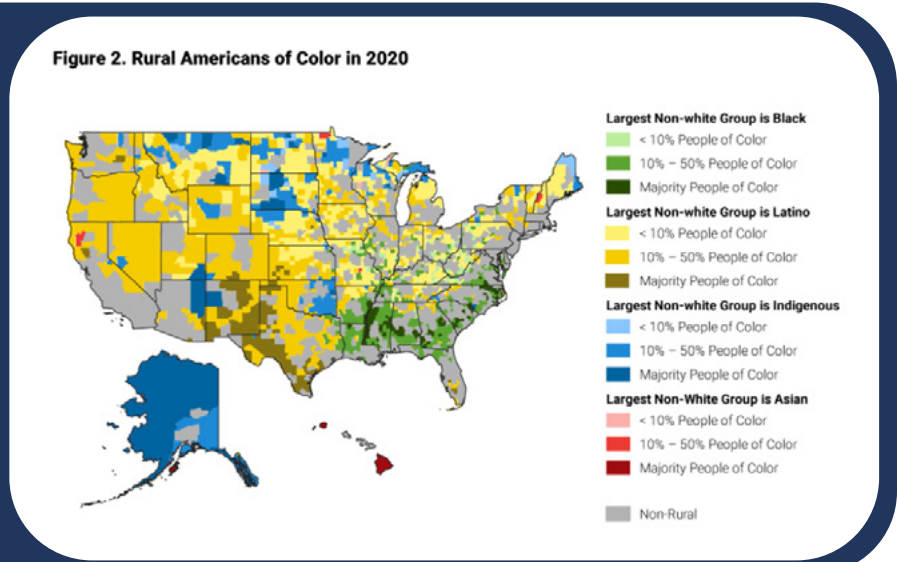 Figure 2. Rural Americans of Color in 2020
Largest Non-white Group is Black
< 10% People of Color
10% – 50% People of Color
Majority People of Color
Largest Non-white Group is Latino
< 10% People of Color
10% – 50% People of Color
Majority People of Color
Largest Non-white Group is Indigenous
< 10% People of Color
10% – 50% People of Color
Majority People of Color
Largest Non-White Group is Asian
< 10% People of Color
10% – 50% People of Color
Majority People of Color
Non-Rural